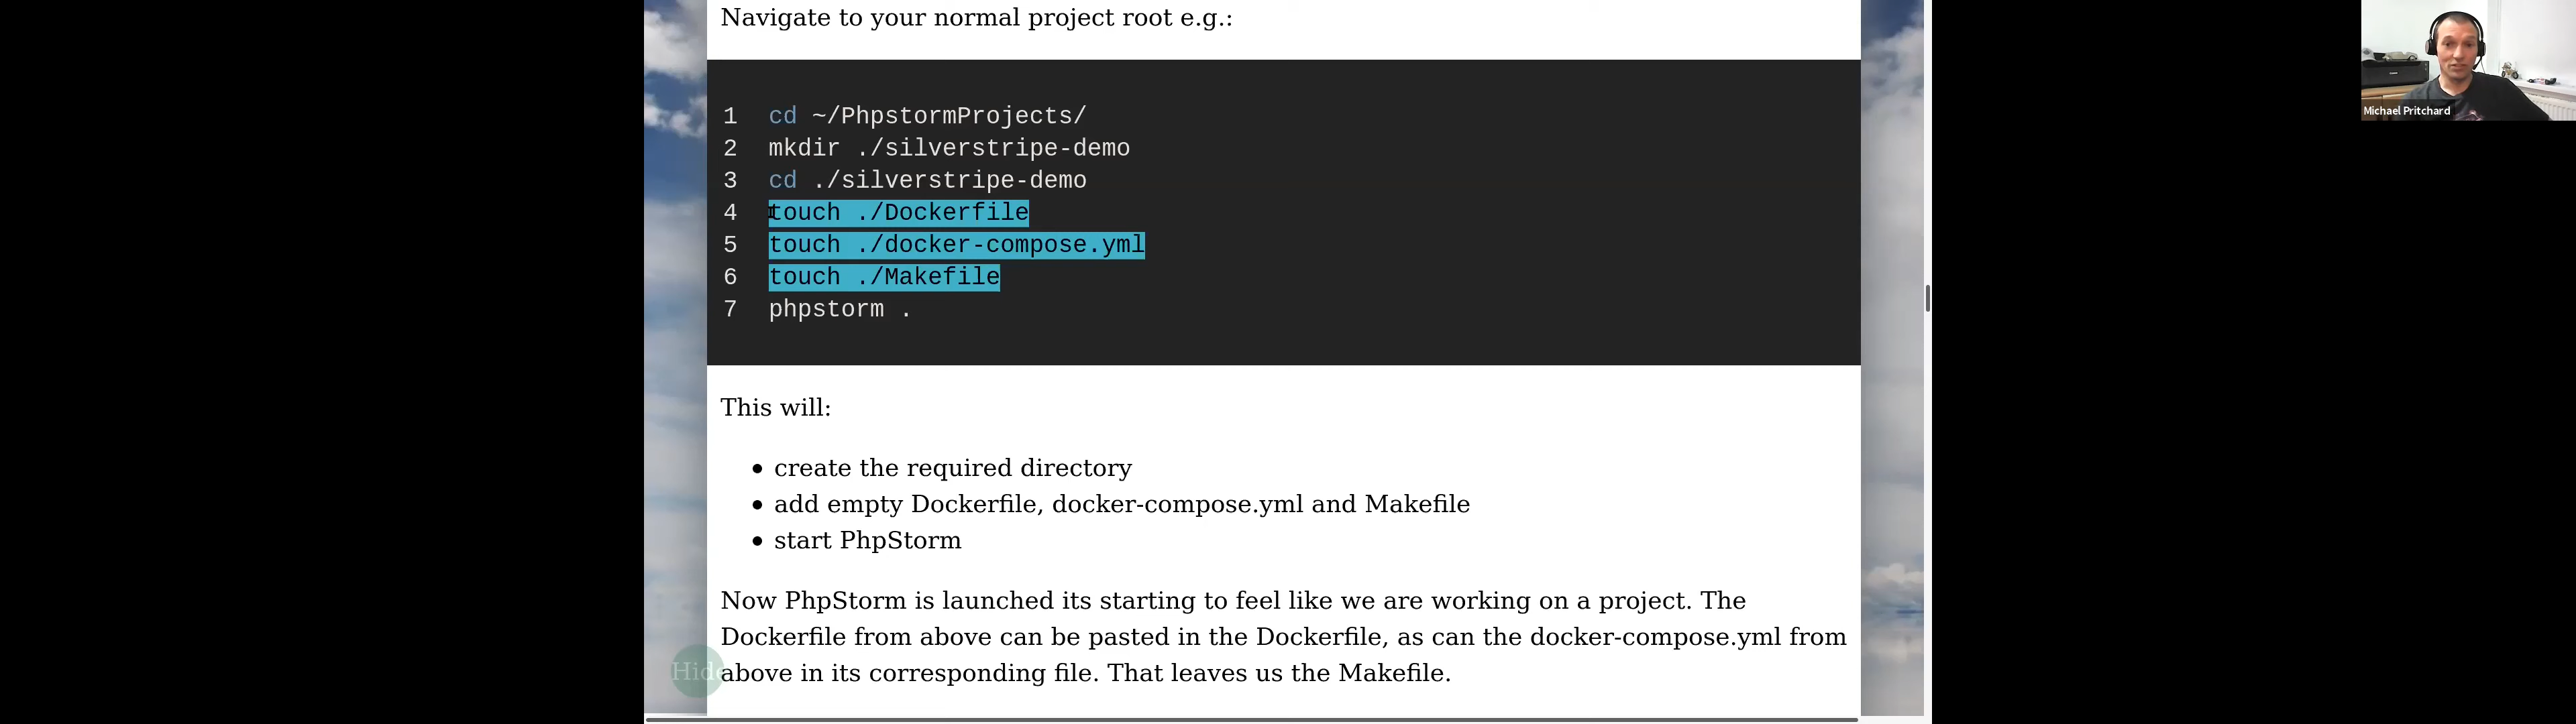 Navigate to your normal project root e.g.:
Michael Pritchard
1 cd ~/PhpstormProjects/
2 mkdir ./silverstripe-demo
3 cd ./silverstripe-demo
4 touch ./Dockerfile
5 touch ./docker-compose.yml
6 touch ./Makefile
7 phpstorm .
This will:
• create the required directory
• add empty Dockerfile, docker-compose.yml and Makefile
• start PhpStorm
Now PhpStorm is launched its starting to feel like we are working on a project. The
Dockerfile from above can be pasted in the Dockerfile, as can the docker-compose.yml from
above in its corresponding file. That leaves us the Makefile.
Hide